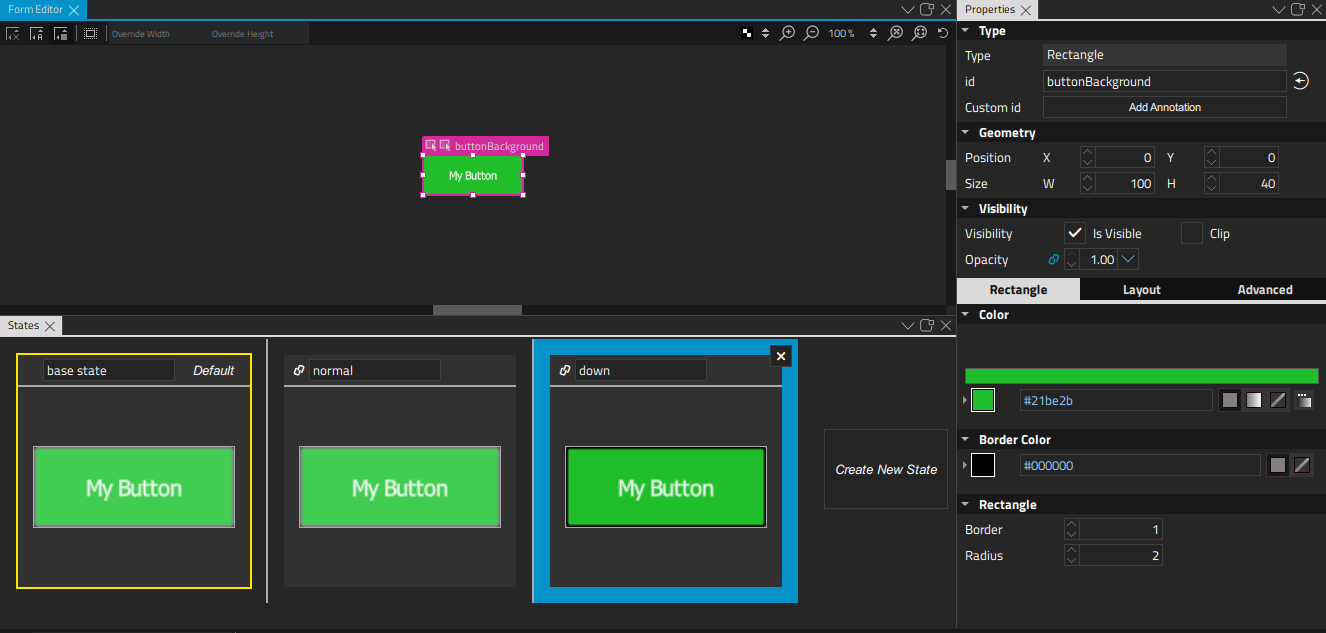 Form Editor
Override Width Override Height 100 %
buttonBackground
My Button
States
base state Default
My Button
normal
My Button
down
My Button
Create New State
Properties
Type
Type Rectangle
id buttonBackground
Custom id Add Annotation
Geometry
Position X 0 Y 0
Size W 100 H 40
Visibility
Visibility Is Visible Clip
Opacity 1.00
Rectangle Layout Advanced
Color
#21be2b
Border Color
#000000
Rectangle
Border 1
Radius 2